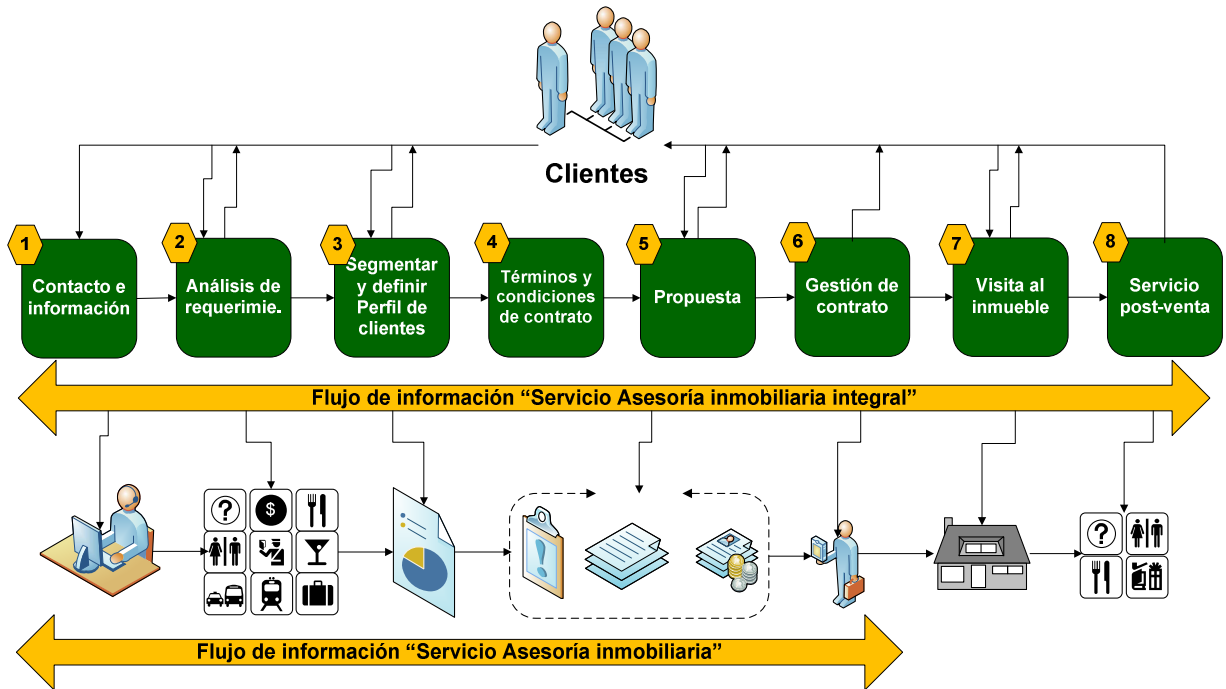 Clientes
1
Contacto e
información
2
Análisis de
requerimie.
3
Segmentar
y definir
Perfil de
clientes
4
Términos y
condiciones
de contrato
5
Propuesta
6
Gestión de
contrato
7
Visita al
inmueble
8
Servicio
post-venta
Flujo de información “Servicio Asesoría inmobiliaria integral”
?
$
!
?
Flujo de información “Servicio Asesoría inmobiliaria”